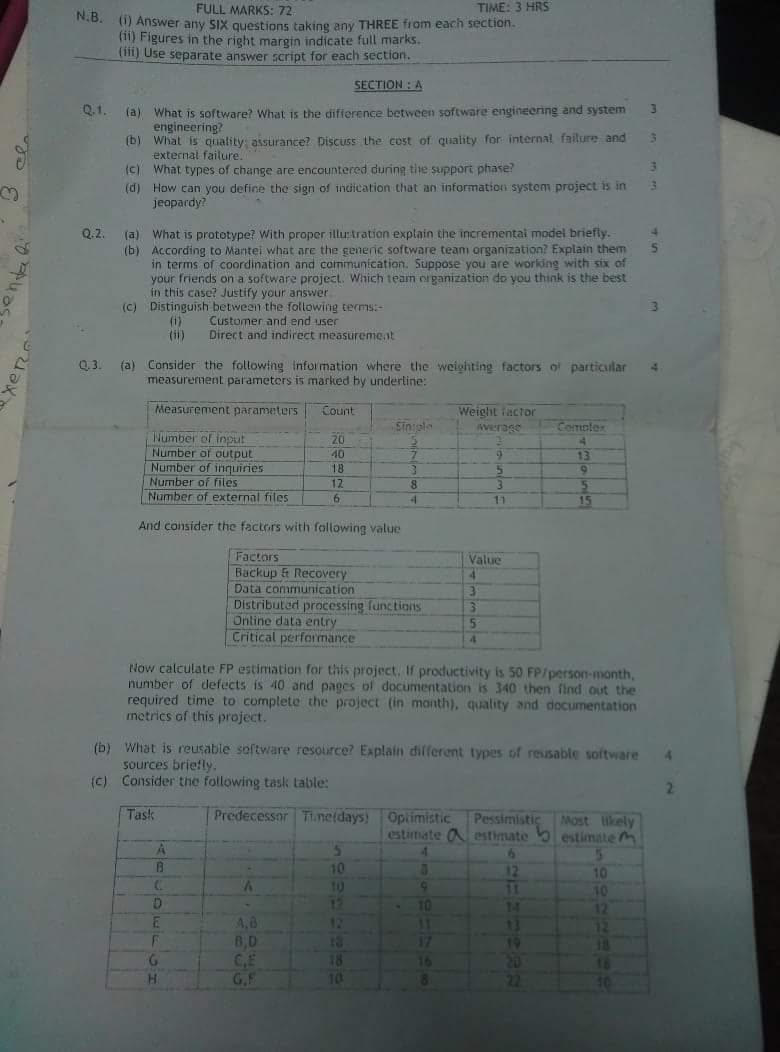 FULL MARKS: 72 TIME: 3 HRS
N.B. (i) Answer any SIX questions taking any THREE from each section.
(ii) Figures in the right margin indicate full marks.
(iii) Use separate answer script for each section.
SECTION : A
Q.1. (a) What is software? What is the difference between software engineering and system 3
engineering?
(b) What is quality assurance? Discuss the cost of quality for internal failure and 3
external failure.
(c) What types of change are encountered during the support phase? 3
(d) How can you define the sign of indication that an information system project is in 3
jeopardy?
Q.2. (a) What is prototype? With proper illustration explain the incremental model briefly. 4
(b) According to Mantei what are the generic software team organization? Explain them 5
in terms of coordination and communication. Suppose you are working with six of
your friends on a software project. Which team organization do you think is the best
in this case? Justify your answer
(c) Distinguish between the following terms:- 3
(i) Customer and end user
(ii) Direct and indirect measurement
Q.3. (a) Consider the following information where the weighting factors of particular 4
measurement parameters is marked by underline:
Measurement parameters Count Weight factor
Simple Average Complex
Number of input 20 5 3 4
Number of output 40 7 9 13
Number of inquiries 18 3 5 9
Number of files 12 8 3 5
Number of external files 6 4 11 15
And consider the factors with following value
Factors Value
Backup & Recovery 4
Data communication 3
Distributed processing functions 3
Online data entry 5
Critical performance 4
Now calculate FP estimation for this project. If productivity is 50 FP/person-month,
number of defects is 40 and pages of documentation is 340 then find out the
required time to complete the project (in month), quality and documentation
metrics of this project.
(b) What is reusable software resource? Explain different types of reusable software 4
sources briefly.
(c) Consider the following task table: 2
Task Predecessor Time(days) Optimistic Pessimistic Most likely
estimate a estimate b estimate m
A - 5 4 6 5
B - 10 8 12 10
C A 10 9 11 10
D - 12 10 14 12
E A,B 12 11 13 12
F B,D 18 17 19 18
G C,E 18 16 20 18
H G,F 10 8 22 10